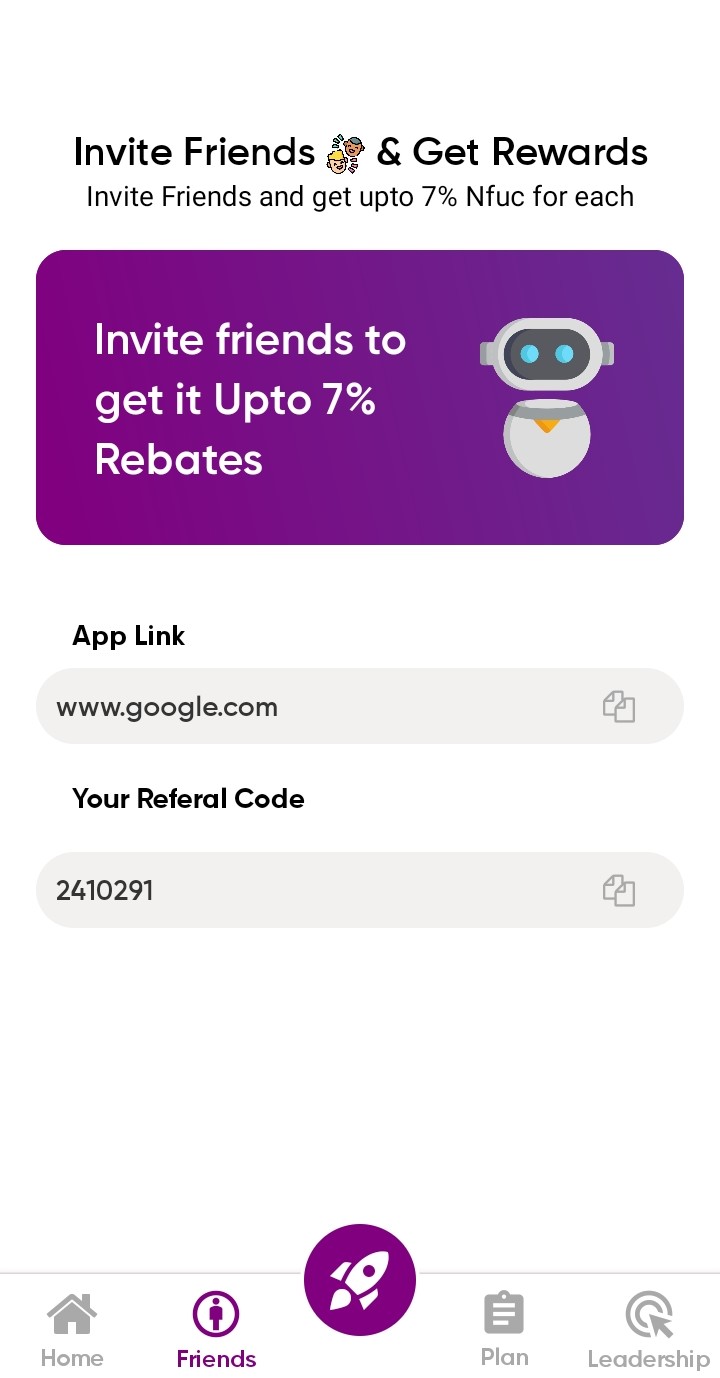 Invite Friends & Get Rewards
Invite Friends and get upto 7% Nfuc for each
Invite friends to
get it Upto 7%
Rebates
App Link
www.google.com
Your Referal Code
2410291
Home
Friends
Plan
Leadership